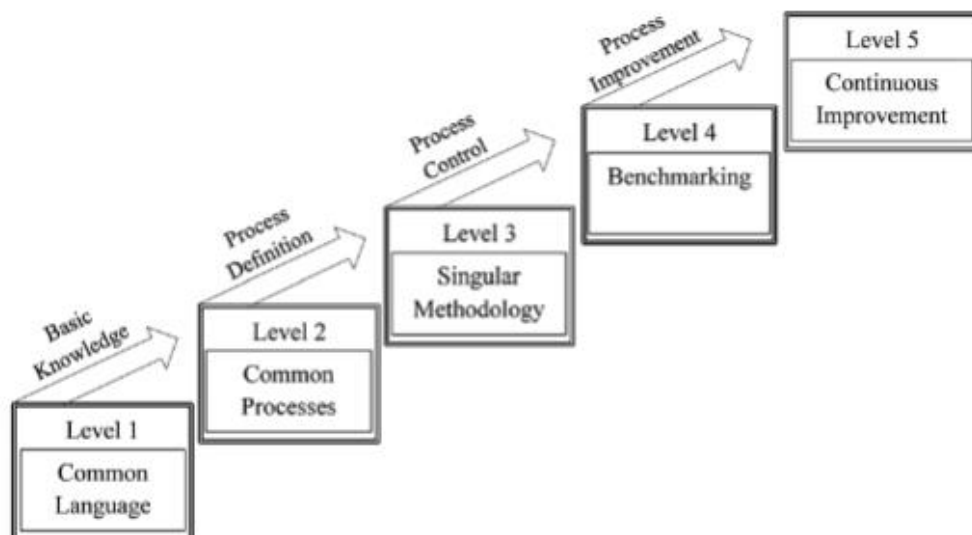 Level 1
Common
Language
Basic
Knowledge
Level 2
Common
Processes
Process
Definition
Level 3
Singular
Methodology
Process
Control
Level 4
Benchmarking
Process
Improvement
Level 5
Continuous
Improvement